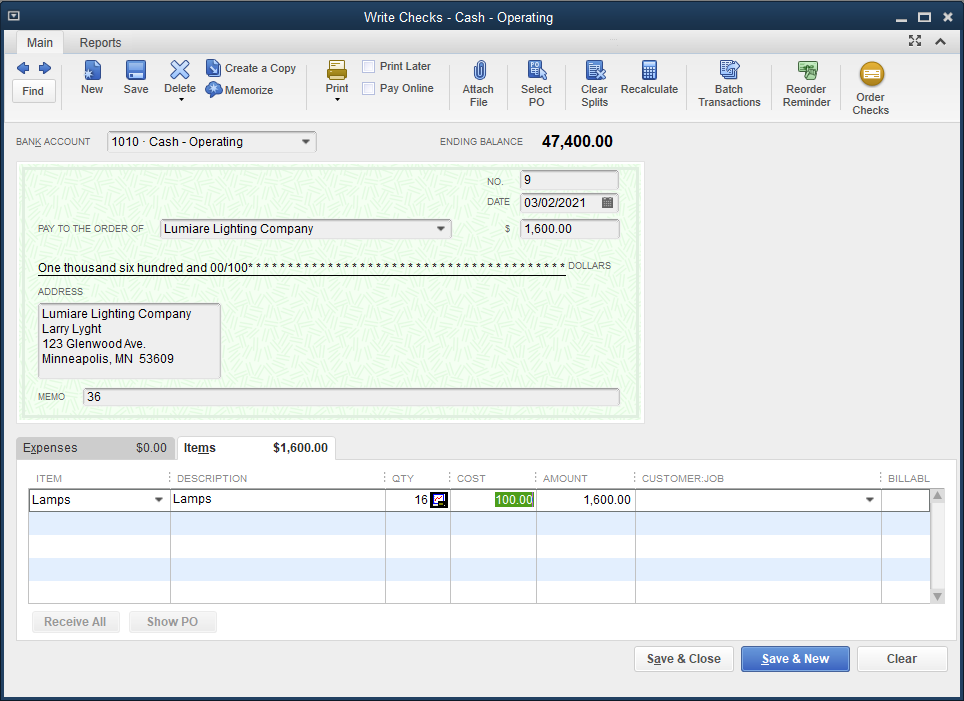 Write Checks - Cash - Operating
Main Reports
Find
New
Save
Delete
Create a Copy
Memorize
Print
Print Later
Pay Online
Attach
File
Select
PO
Clear
Splits
Recalculate
Batch
Transactions
Reorder
Reminder
Order
Checks
BANK ACCOUNT 1010 · Cash - Operating ENDING BALANCE 47,400.00
NO. 9
DATE 03/02/2021
PAY TO THE ORDER OF Lumiare Lighting Company $ 1,600.00
One thousand six hundred and 00/100* * * * * * * * * * * * * * * * * * * * * * * * * * * * * * * * * * * * * * * * DOLLARS
ADDRESS
Lumiare Lighting Company
Larry Lyght
123 Glenwood Ave.
Minneapolis, MN 53609
MEMO 36
Expenses $0.00 Items $1,600.00
ITEM DESCRIPTION QTY COST AMOUNT CUSTOMER:JOB BILLABL
Lamps Lamps 16 100.00 1,600.00
Receive All Show PO
Save & Close Save & New Clear